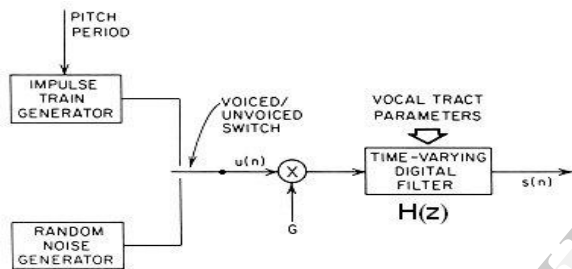 PITCH
PERIOD
IMPULSE
TRAIN
GENERATOR
VOICED/
UNVOICED
SWITCH
VOCAL TRACT
PARAMETERS
u(n)
X
G
TIME-VARYING
DIGITAL
FILTER
H(z)
s(n)
RANDOM
NOISE
GENERATOR